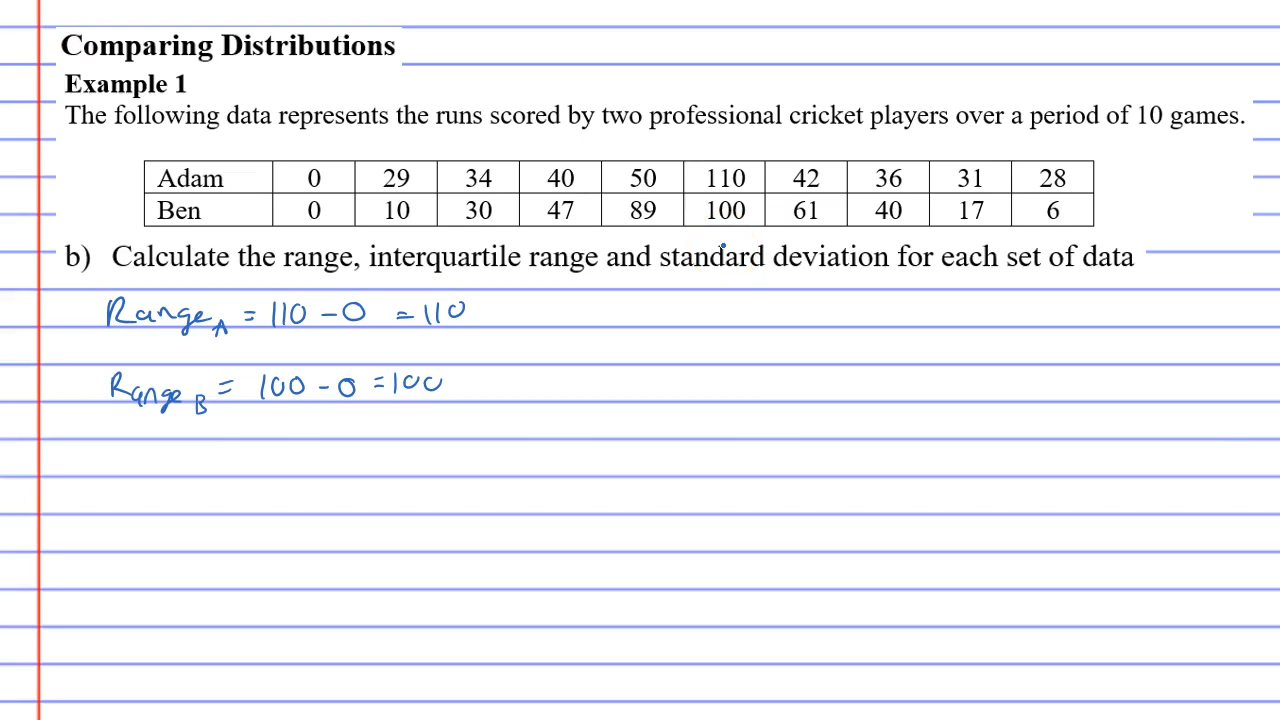 Comparing Distributions
Example 1
The following data represents the runs scored by two professional cricket players over a period of 10 games.
Adam 0 29 34 40 50 110 42 36 31 28
Ben 0 10 30 47 89 100 61 40 17 6
b) Calculate the range, interquartile range and standard deviation for each set of data
Range A = 110 - 0 = 110
Range B = 100 - 0 = 100